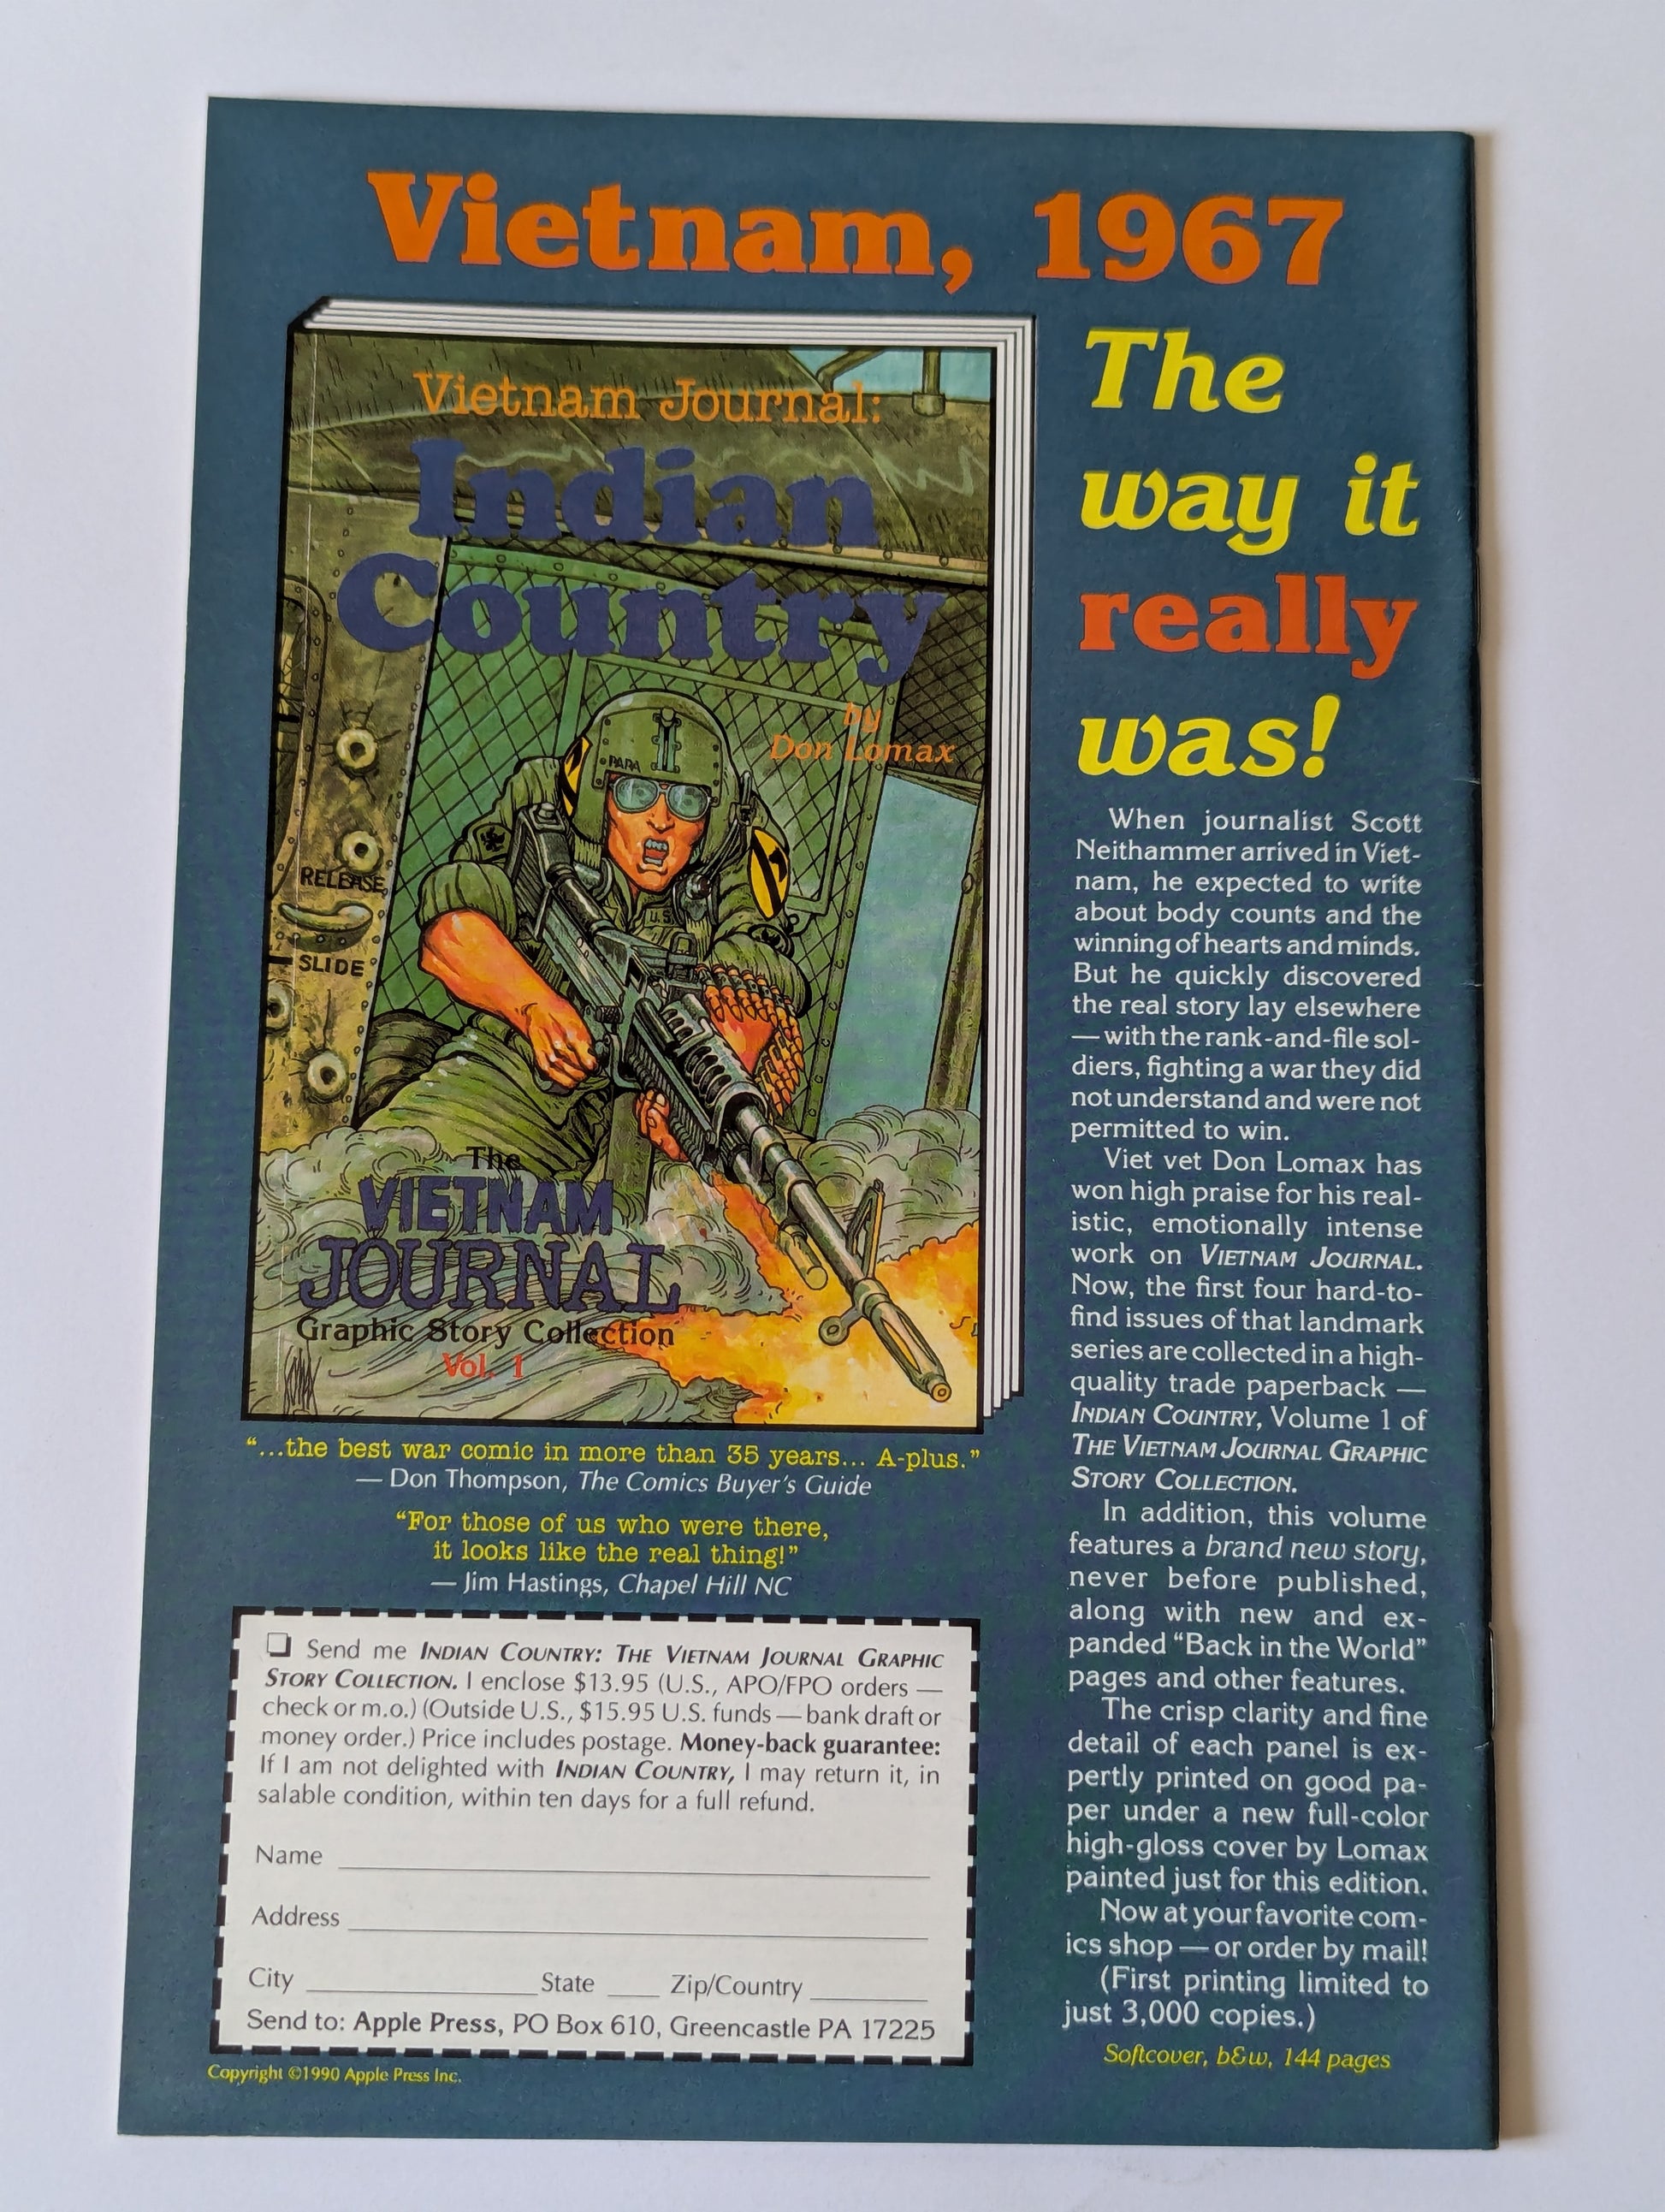 Vietnam, 1967
Vietnam Journal:
Indian
Country
by
Don Lomax
PAPA
U.S.
RELEASE
SLIDE
The
VIETNAM
JOURNAL
Graphic Story Collection
Vol. 1
LOMAX
The
way it
really
was!
When journalist Scott
Neithammer arrived in Viet-
nam, he expected to write
about body counts and the
winning of hearts and minds.
But he quickly discovered
the real story lay elsewhere
— with the rank-and-file sol-
diers, fighting a war they did
not understand and were not
permitted to win.
Viet vet Don Lomax has
won high praise for his real-
istic, emotionally intense
work on VIETNAM JOURNAL.
Now, the first four hard-to-
find issues of that landmark
series are collected in a high-
quality trade paperback —
INDIAN COUNTRY, Volume 1 of
THE VIETNAM JOURNAL GRAPHIC
STORY COLLECTION.
In addition, this volume
features a brand new story,
never before published,
along with new and ex-
panded “Back in the World”
pages and other features.
The crisp clarity and fine
detail of each panel is ex-
pertly printed on good pa-
per under a new full-color
high-gloss cover by Lomax
painted just for this edition.
Now at your favorite com-
ics shop — or order by mail!
(First printing limited to
just 3,000 copies.)
Softcover, b&w, 144 pages
“...the best war comic in more than 35 years... A-plus.”
— Don Thompson, The Comics Buyer's Guide
“For those of us who were there,
it looks like the real thing!”
— Jim Hastings, Chapel Hill NC
❏ Send me INDIAN COUNTRY: THE VIETNAM JOURNAL GRAPHIC
STORY COLLECTION. I enclose $13.95 (U.S., APO/FPO orders —
check or m.o.) (Outside U.S., $15.95 U.S. funds — bank draft or
money order.) Price includes postage. Money-back guarantee:
If I am not delighted with INDIAN COUNTRY, I may return it, in
salable condition, within ten days for a full refund.
Name
Address
City State Zip/Country
Send to: Apple Press, PO Box 610, Greencastle PA 17225
Copyright ©1990 Apple Press Inc.